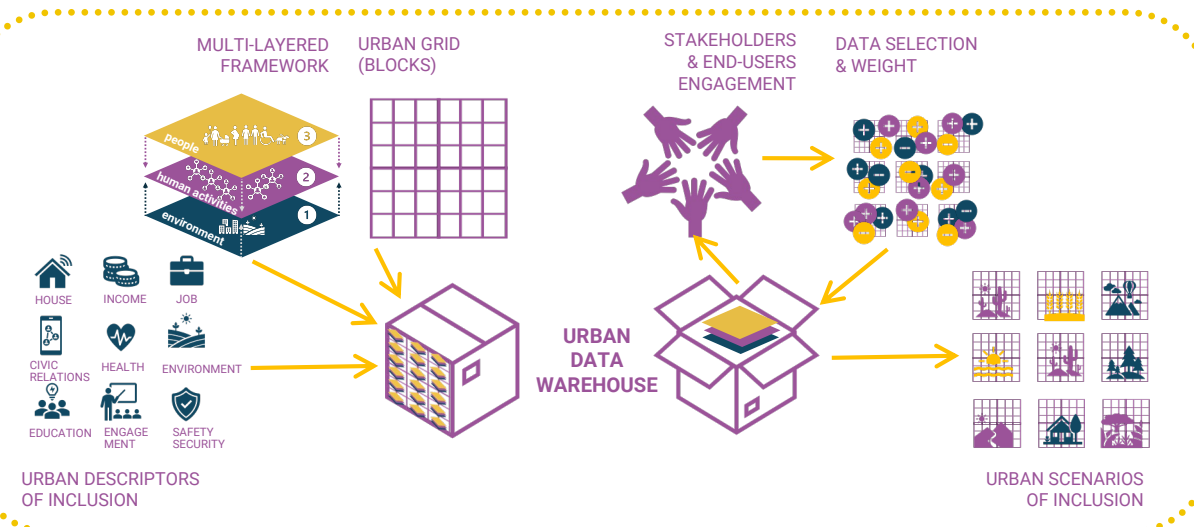 MULTI-LAYERED
FRAMEWORK
URBAN GRID
(BLOCKS)
STAKEHOLDERS
& END-USERS
ENGAGEMENT
DATA SELECTION
& WEIGHT
people
3
human activities
2
environment
1
HOUSE
INCOME
JOB
CIVIC
RELATIONS
HEALTH
ENVIRONMENT
EDUCATION
ENGAGE
MENT
SAFETY
SECURITY
URBAN DESCRIPTORS
OF INCLUSION
URBAN
DATA
WAREHOUSE
URBAN SCENARIOS
OF INCLUSION